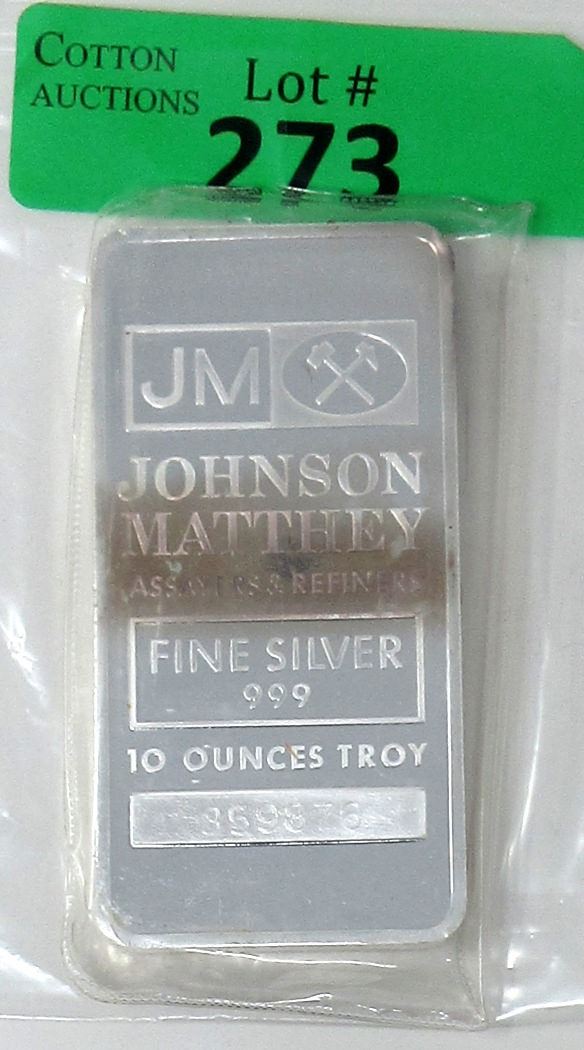 COTTON
AUCTIONS
Lot #
273
JM
JOHNSON
MATTHEY
ASSAYERS & REFINERS
FINE SILVER
999
10 OUNCES TROY